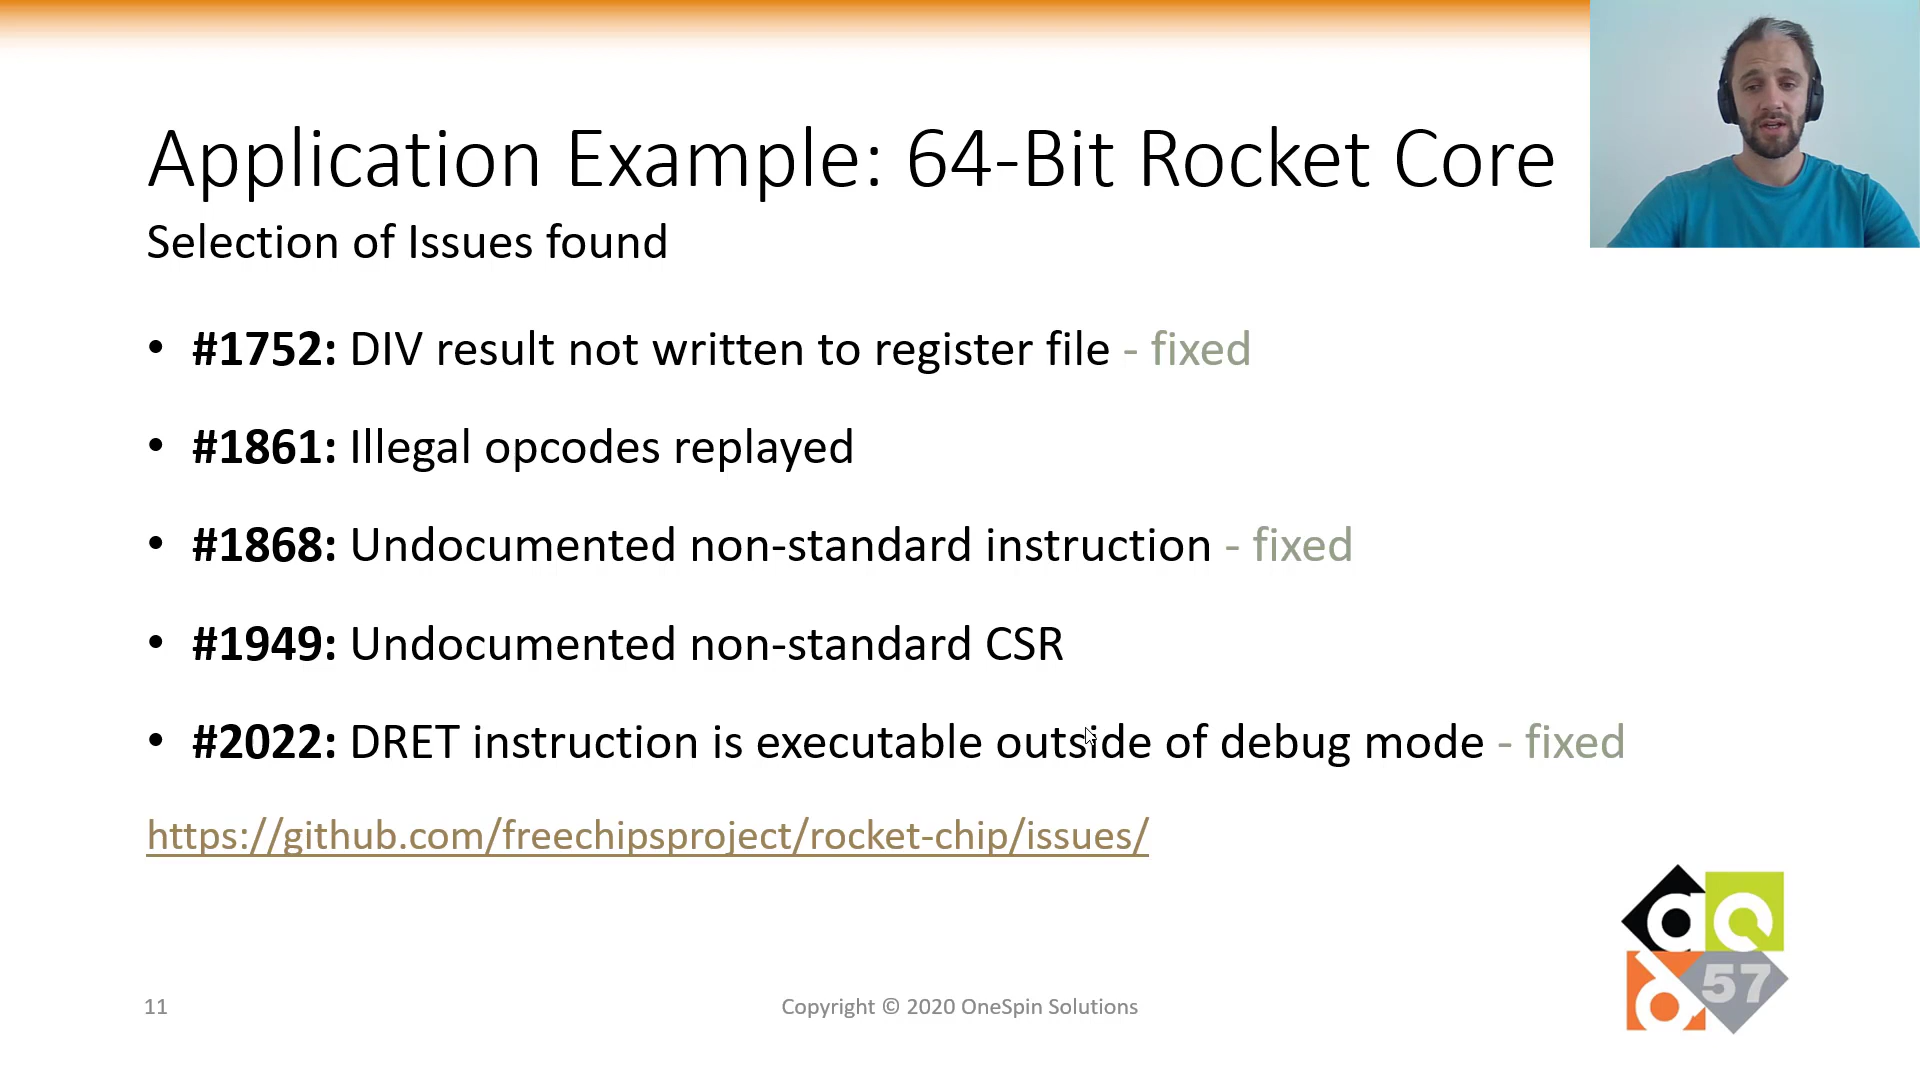 Application Example: 64-Bit Rocket Core
Selection of Issues found
• #1752: DIV result not written to register file - fixed
• #1861: Illegal opcodes replayed
• #1868: Undocumented non-standard instruction - fixed
• #1949: Undocumented non-standard CSR
• #2022: DRET instruction is executable outside of debug mode - fixed
https://github.com/freechipsproject/rocket-chip/issues/
57
11
Copyright © 2020 OneSpin Solutions